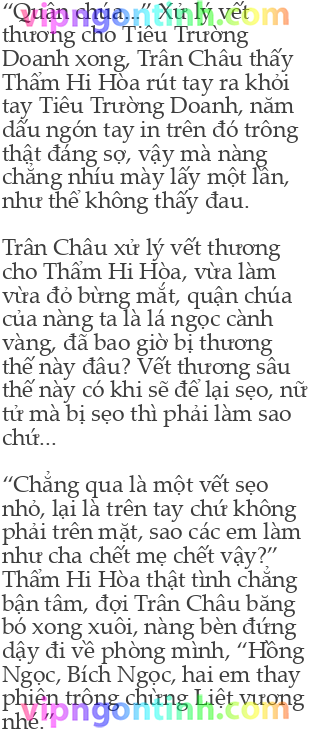 “Quận chúa...” Xử lý vết
vipngontinh.com
thương cho Tiêu Trường
Doanh xong, Trân Châu thấy
Thẩm Hi Hòa rút tay ra khỏi
tay Tiêu Trường Doanh, năm
dấu ngón tay in trên đó trông
thật đáng sợ, vậy mà nàng
chẳng nhíu mày lấy một lần,
như thể không thấy đau.
Trân Châu xử lý vết thương
cho Thẩm Hi Hòa, vừa làm
vừa đỏ bừng mắt, quận chúa
của nàng ta là lá ngọc cành
vàng, đã bao giờ bị thương
thế này đâu? Vết thương sâu
thế này có khi sẽ để lại sẹo, nữ
tử mà bị sẹo thì phải làm sao
chứ...
“Chẳng qua là một vết sẹo
nhỏ, lại là trên tay chứ không
phải trên mặt, sao các em làm
như cha chết mẹ chết vậy?”
Thẩm Hi Hòa thật tình chẳng
bận tâm, đợi Trân Châu băng
bó xong xuôi, nàng bèn đứng
dậy đi về phòng mình, “Hồng
Ngọc, Bích Ngọc, hai em thay
phiên trông chừng Liệt vương
vipngontinh.com
nhé.”